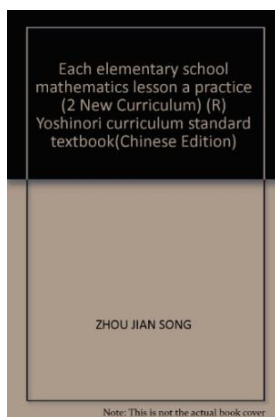 Each elementary school
mathematics lesson a practice
(2 New Curriculum) (R)
Yoshinori curriculum standard
textbook(Chinese Edition)
ZHOU JIAN SONG
Note: This is not the actual book cover